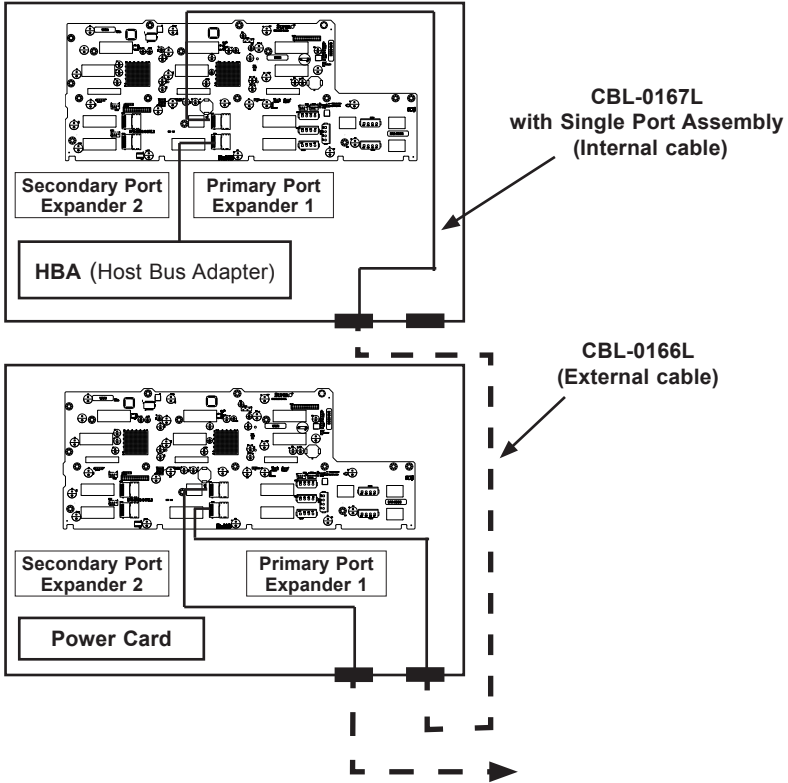 CBL-0167L
with Single Port Assembly
(Internal cable)
Secondary Port
Expander 2
Primary Port
Expander 1
HBA (Host Bus Adapter)
CBL-0166L
(External cable)
Secondary Port
Expander 2
Primary Port
Expander 1
Power Card